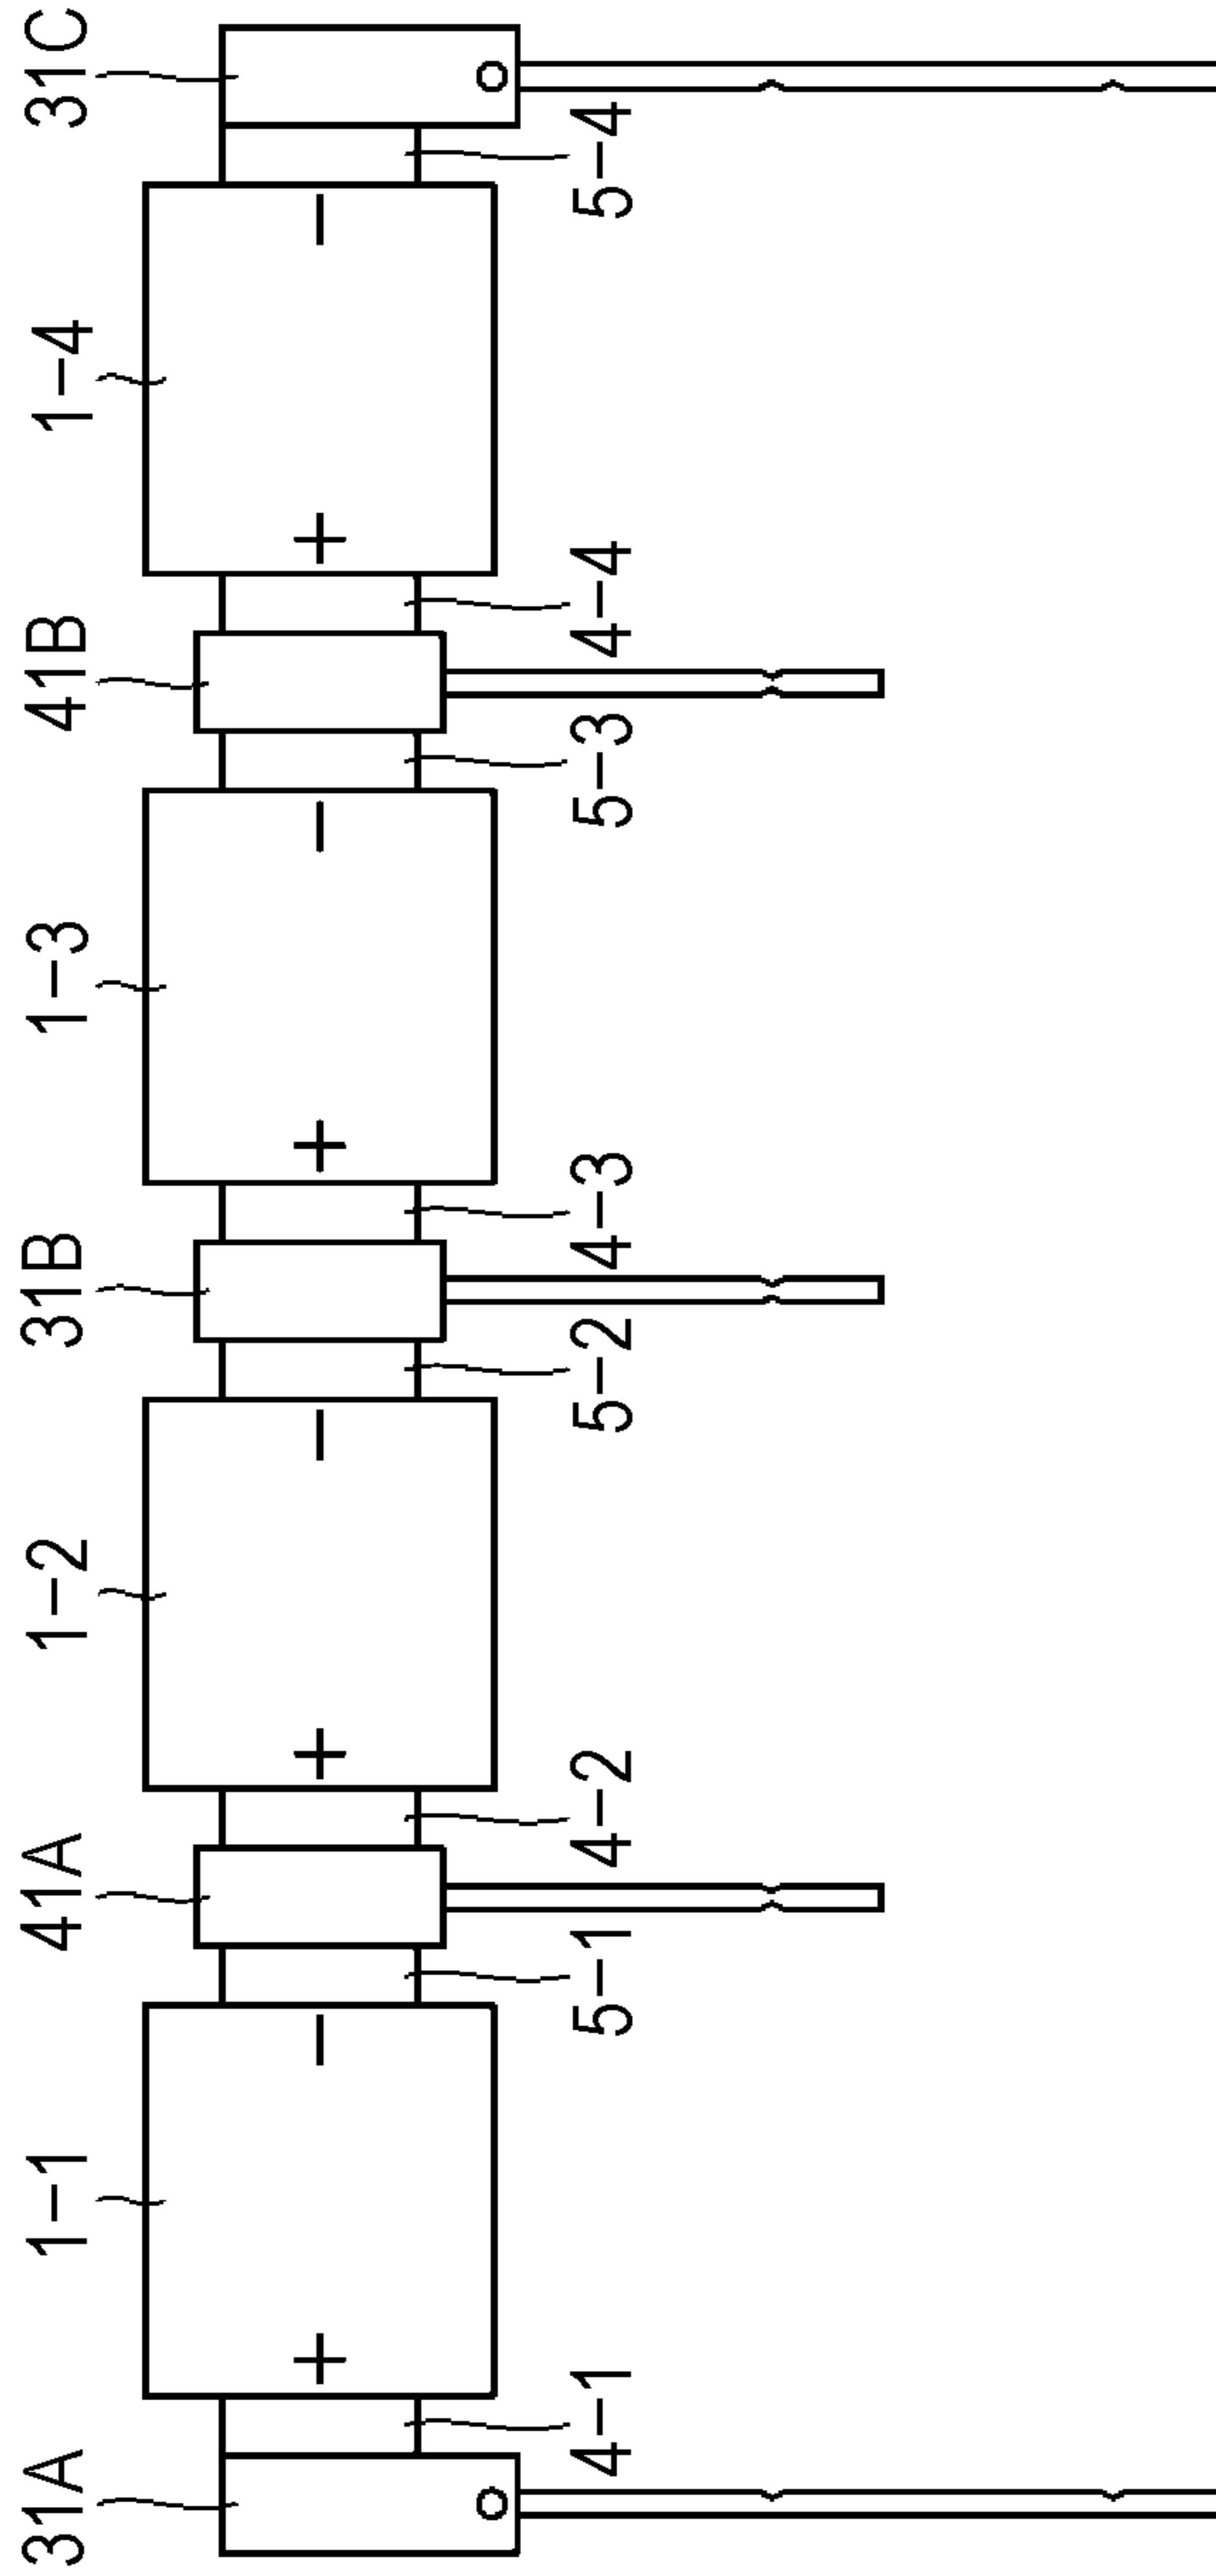 31A 1-1 41A 1-2 31B 1-3 41B 1-4 31C
+ − + − + − + −
4-1 5-1 4-2 5-2 4-3 5-3 4-4 5-4